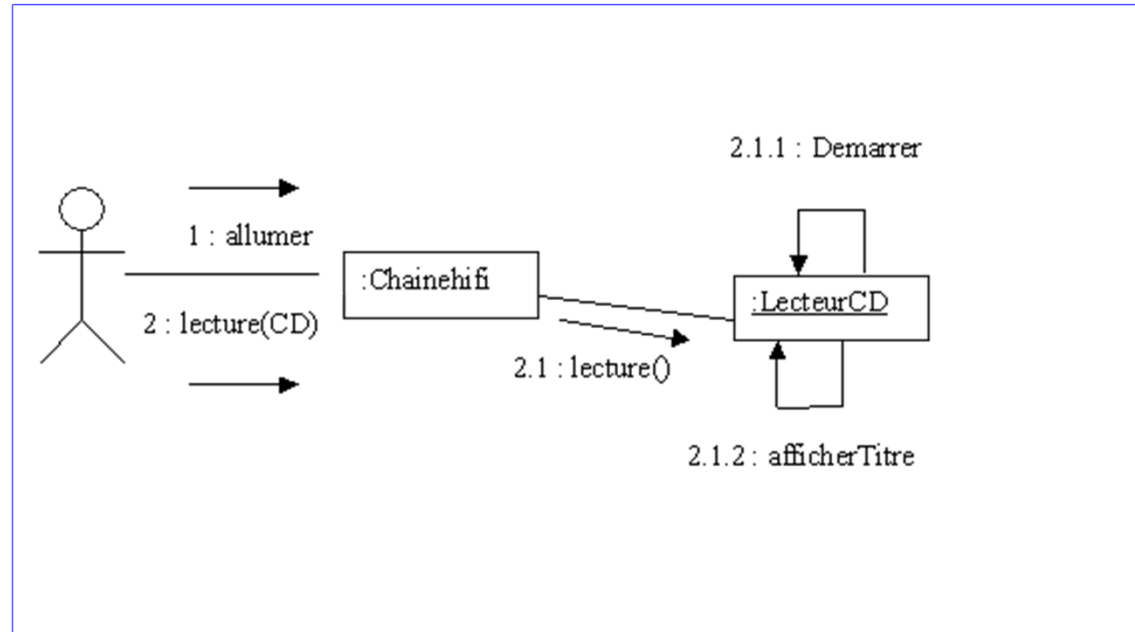 2.1.1 : Demarrer
1 : allumer
:Chainehifi
:LecteurCD
2 : lecture(CD)
2.1 : lecture()
2.1.2 : afficherTitre